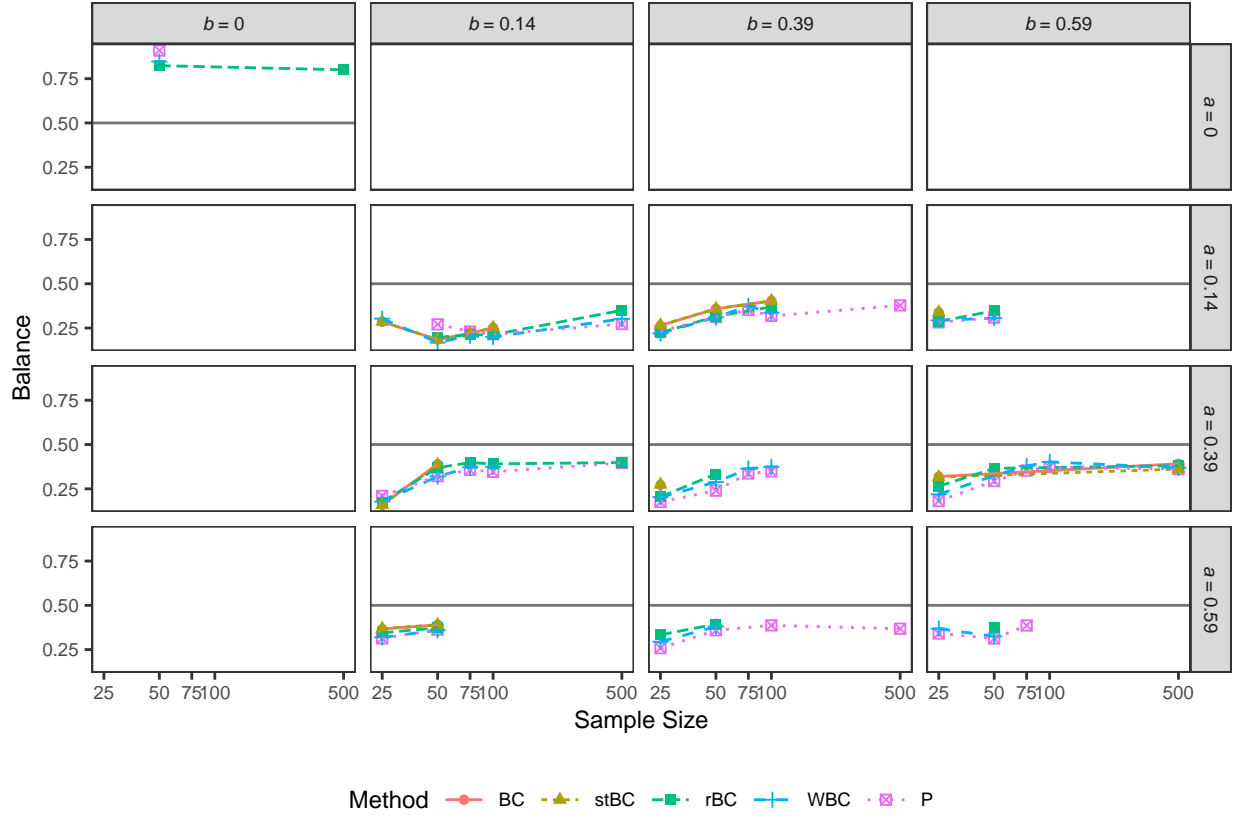 b = 0
b = 0.14
b = 0.39
b = 0.59
0.75
0.50
0.25
a = 0
0.75
0.50
0.25
a = 0.14
0.75
0.50
0.25
a = 0.39
0.75
0.50
0.25
a = 0.59
Balance
25 50 75 100 500
25 50 75 100 500
25 50 75 100 500
25 50 75 100 500
Sample Size
Method BC stBC rBC WBC P